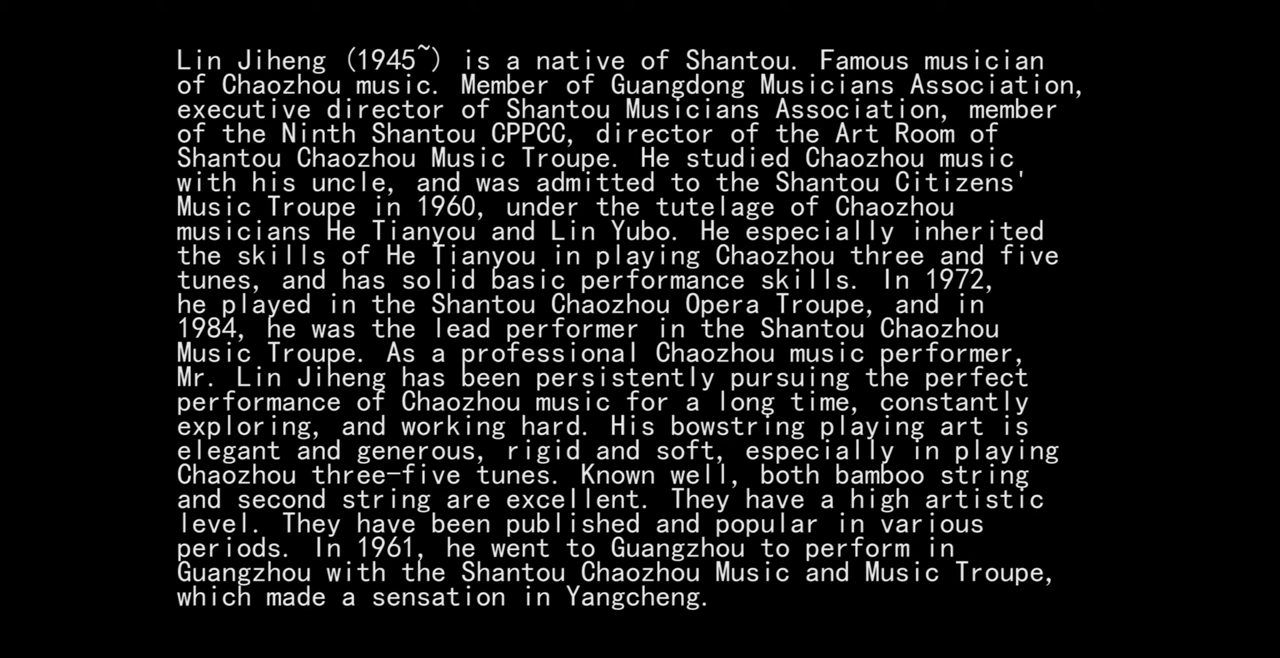 Lin Jiheng (1945~) is a native of Shantou. Famous musician
of Chaozhou music. Member of Guangdong Musicians Association,
executive director of Shantou Musicians Association, member
of the Ninth Shantou CPPCC, director of the Art Room of
Shantou Chaozhou Music Troupe. He studied Chaozhou music
with his uncle, and was admitted to the Shantou Citizens'
Music Troupe in 1960, under the tutelage of Chaozhou
musicians He Tianyou and Lin Yubo. He especially inherited
the skills of He Tianyou in playing Chaozhou three and five
tunes, and has solid basic performance skills. In 1972,
he played in the Shantou Chaozhou Opera Troupe, and in
1984, he was the lead performer in the Shantou Chaozhou
Music Troupe. As a professional Chaozhou music performer,
Mr. Lin Jiheng has been persistently pursuing the perfect
performance of Chaozhou music for a long time, constantly
exploring, and working hard. His bowstring playing art is
elegant and generous, rigid and soft, especially in playing
Chaozhou three-five tunes. Known well, both bamboo string
and second string are excellent. They have a high artistic
level. They have been published and popular in various
periods. In 1961, he went to Guangzhou to perform in
Guangzhou with the Shantou Chaozhou Music and Music Troupe,
which made a sensation in Yangcheng.